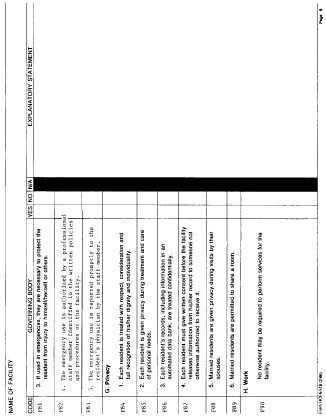 NAME OF FACILITY
CODE GOVERNING BODY YES NO N/A EXPLANATORY STATEMENT
F81 3. If used in emergencies, they are necessary to protect the
resident from injury to himself/herself or others.
F82 4. The emergency use is authorized by a professional
staff member identified in the written policies
and procedures of the facility.
F83 5. The emergency use is reported promptly to the
resident's physician by the staff member.
G. Privacy
F84 1. Each resident is treated with respect, consideration and
full recognition of his/her dignity and individuality.
F85 2. Each resident is given privacy during treatment and care
of personal needs.
F86 3. Each resident's records, including information in an
automated data bank, are treated confidentially.
F87 4. Each resident must give written consent before the facility
releases information from his/her record to someone not
otherwise authorized to receive it.
F88 5. Married residents are given privacy during visits by their
spouses.
F89 6. Married residents are permitted to share a room.
H. Work
F90 No resident may be required to perform services for the
facility.
Page 8